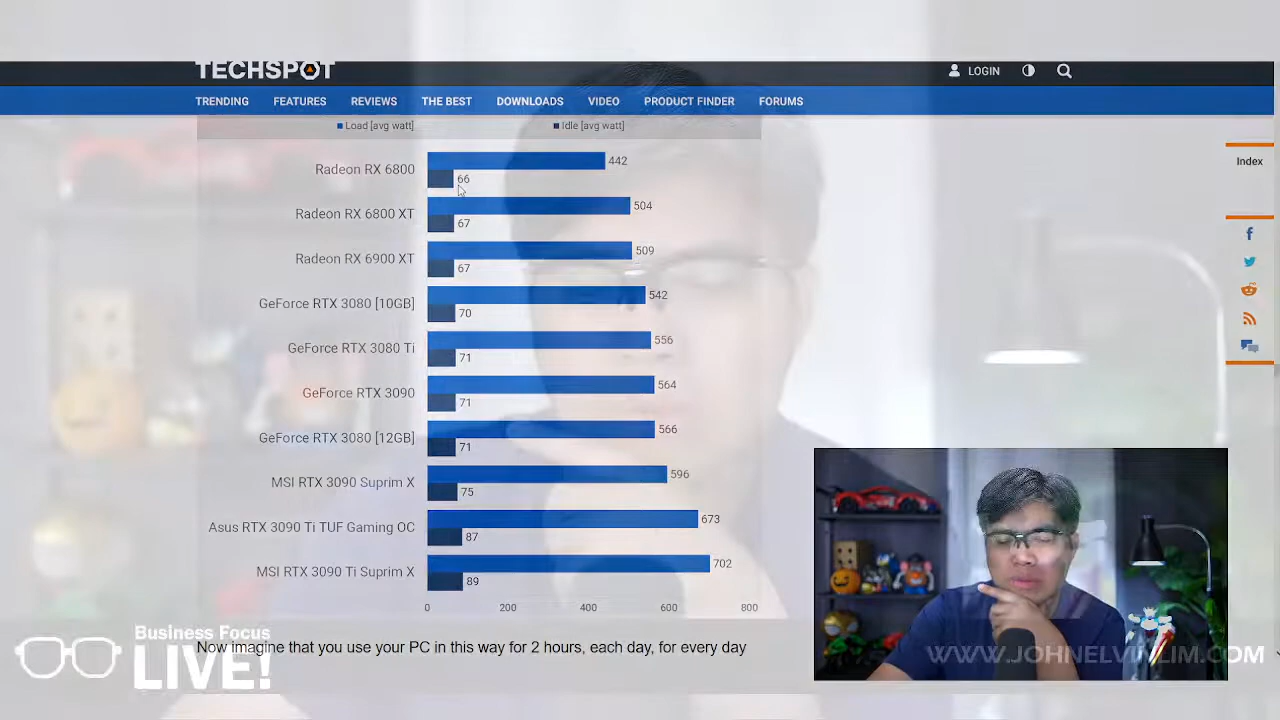 TECHSPOT
LOGIN
TRENDING FEATURES REVIEWS THE BEST DOWNLOADS VIDEO PRODUCT FINDER FORUMS
Load [avg watt] Idle [avg watt]
Index
Radeon RX 6800 442
66
Radeon RX 6800 XT 504
67
Radeon RX 6900 XT 509
67
GeForce RTX 3080 [10GB] 542
70
GeForce RTX 3080 Ti 556
71
GeForce RTX 3090 564
71
GeForce RTX 3080 [12GB] 566
71
MSI RTX 3090 Suprim X 596
75
Asus RTX 3090 Ti TUF Gaming OC 673
87
MSI RTX 3090 Ti Suprim X 702
89
0 200 400 600 800
Business Focus
LIVE!
Now imagine that you use your PC in this way for 2 hours, each day, for every day
WWW.JOHNELVINLIM.COM